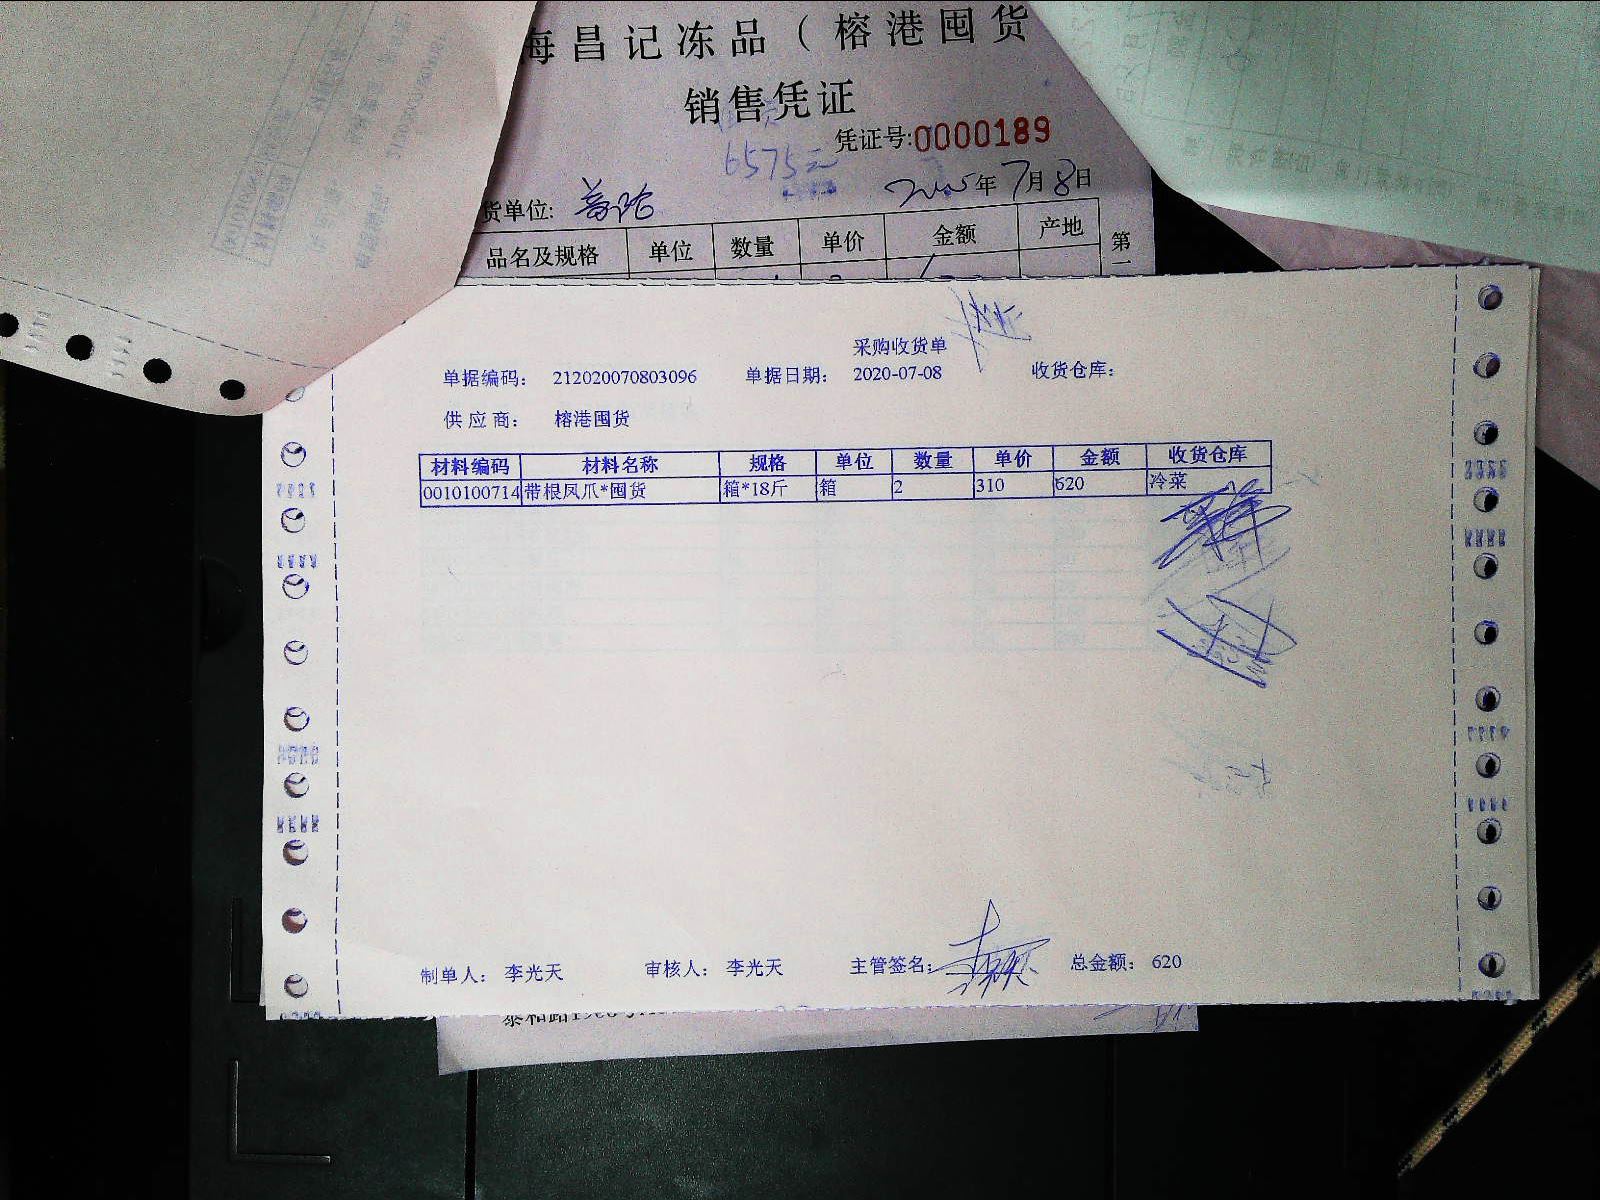 海昌记冻品（榕港囤货
销售凭证
凭证号:0000189
6575元
货单位:
年7月8日
品名及规格 单位 数量 单价 金额 产地 第
采购收货单
单据编码： 212020070803096 单据日期： 2020-07-08 收货仓库：
供应商： 榕港囤货
材料编码 材料名称 规格 单位 数量 单价 金额 收货仓库
0010100714 带根凤爪*囤货 箱*18斤 箱 2 310 620 冷菜
制单人： 李光天 审核人： 李光天 主管签名： 总金额： 620